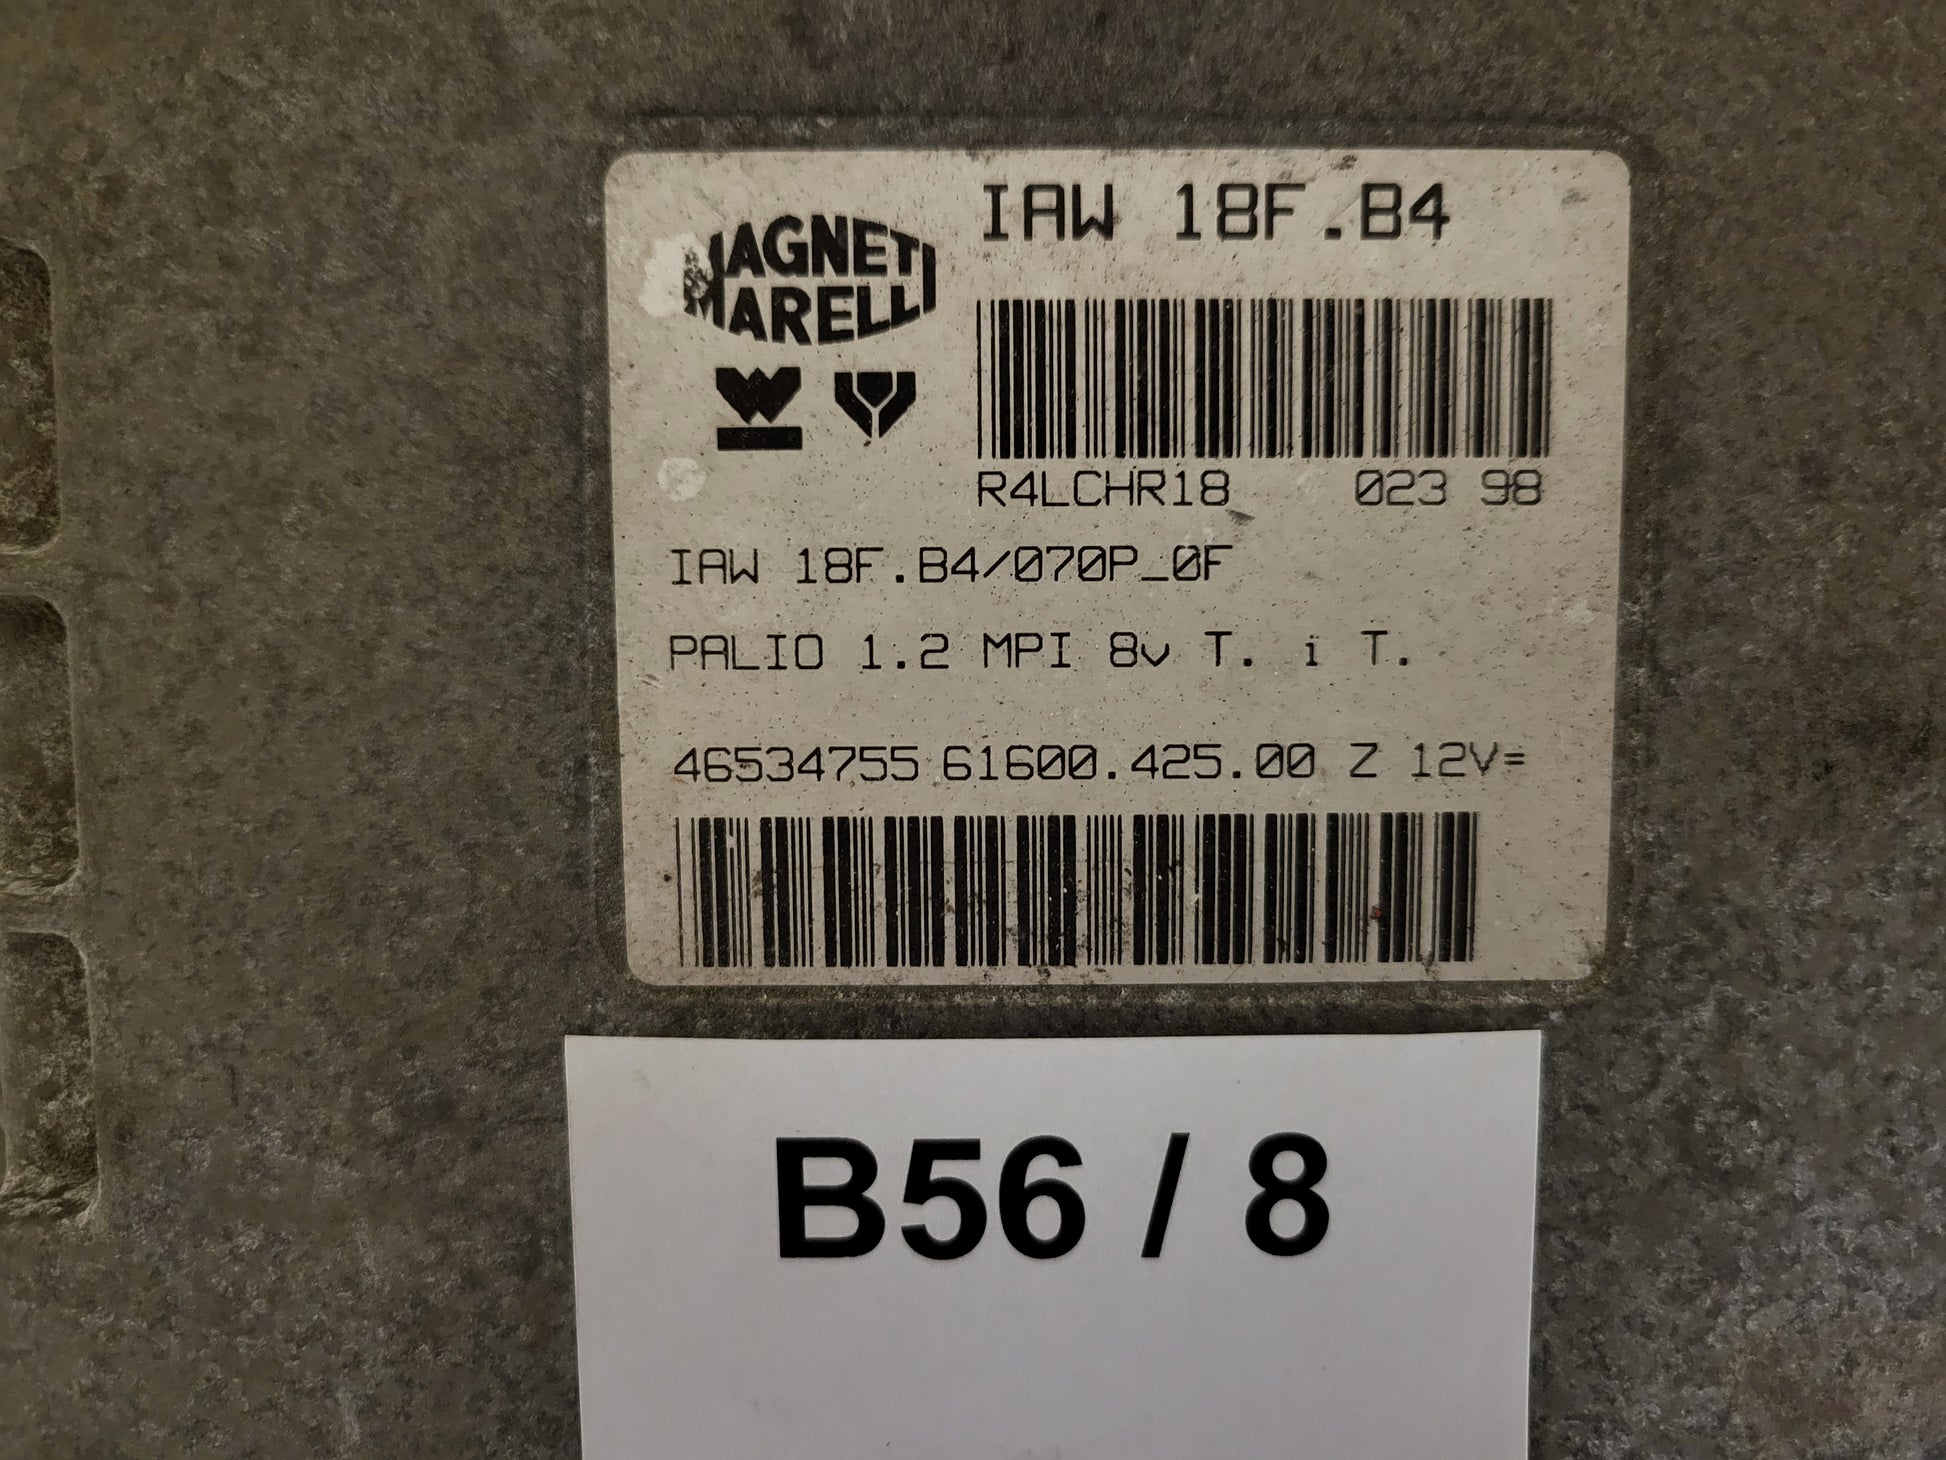 IAW 18F.B4
MAGNETI
MARELLI
R4LCHR18 023 98
IAW 18F.B4/070P_0F
PALIO 1.2 MPI 8v T. i T.
46534755 61600.425.00 Z 12V=
B56 / 8